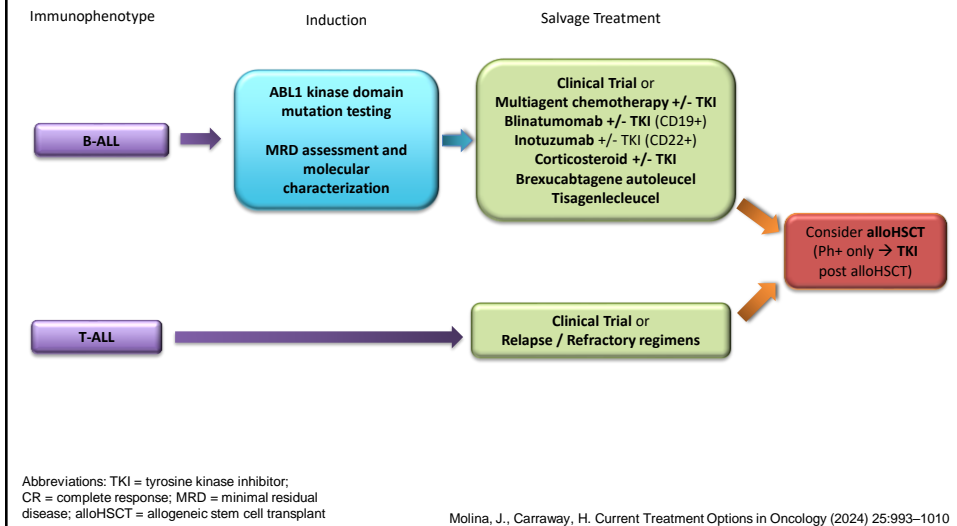 Immunophenotype
Induction
Salvage Treatment
B-ALL
ABL1 kinase domain
mutation testing
MRD assessment and
molecular
characterization
Clinical Trial or
Multiagent chemotherapy +/- TKI
Blinatumomab +/- TKI (CD19+)
Inotuzumab +/- TKI (CD22+)
Corticosteroid +/- TKI
Brexucabtagene autoleucel
Tisagenlecleucel
Consider alloHSCT
(Ph+ only → TKI
post alloHSCT)
T-ALL
Clinical Trial or
Relapse / Refractory regimens
Abbreviations: TKI = tyrosine kinase inhibitor;
CR = complete response; MRD = minimal residual
disease; alloHSCT = allogeneic stem cell transplant
Molina, J., Carraway, H. Current Treatment Options in Oncology (2024) 25:993–1010